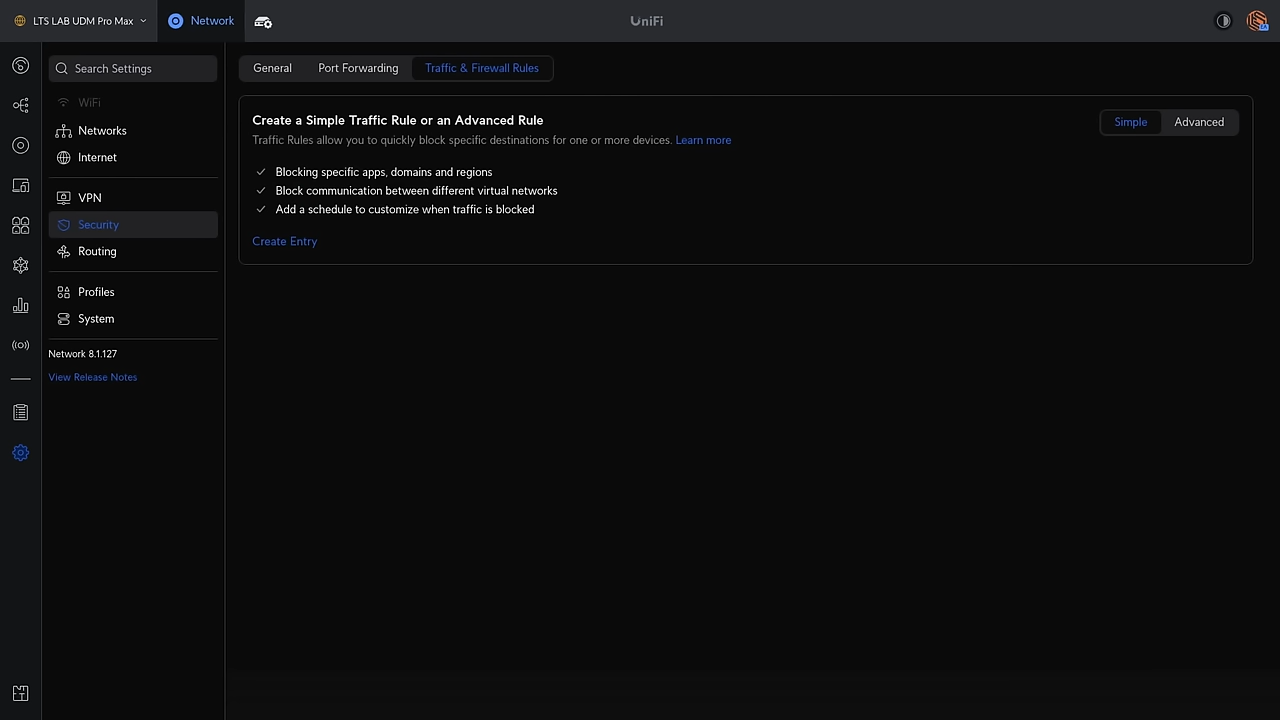 LTS LAB UDM Pro Max
Network
UniFi
Search Settings
WiFi
Networks
Internet
VPN
Security
Routing
Profiles
System
Network 8.1.127
View Release Notes
General
Port Forwarding
Traffic & Firewall Rules
Create a Simple Traffic Rule or an Advanced Rule
Traffic Rules allow you to quickly block specific destinations for one or more devices. Learn more
Simple
Advanced
Blocking specific apps, domains and regions
Block communication between different virtual networks
Add a schedule to customize when traffic is blocked
Create Entry